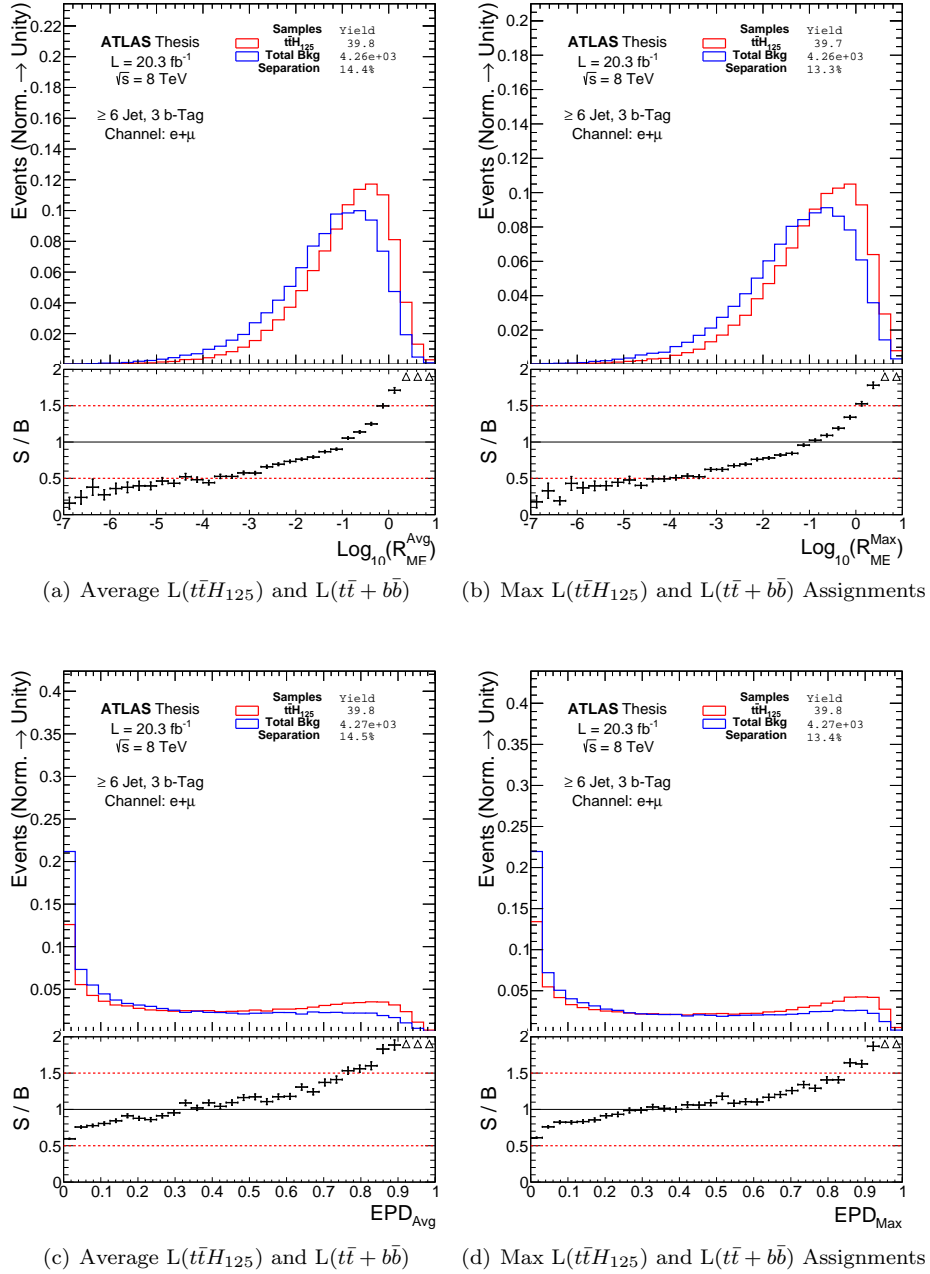 ATLAS Thesis
L = 20.3 fb⁻¹
√s = 8 TeV
≥ 6 Jet, 3 b-Tag
Channel: e+μ
Samples Yield
tt̄H₁₂₅ 39.8
Total Bkg 4.26e+03
Separation 14.4%
Events (Norm. → Unity)
0.22
0.2
0.18
0.16
0.14
0.12
0.1
0.08
0.06
0.04
0.02
S / B
2
1.5
1
0.5
0
-7 -6 -5 -4 -3 -2 -1 0 1
Log₁₀(R_ME^Avg)
(a) Average L(tt̄H₁₂₅) and L(tt̄ + bb̄)
ATLAS Thesis
L = 20.3 fb⁻¹
√s = 8 TeV
≥ 6 Jet, 3 b-Tag
Channel: e+μ
Samples Yield
tt̄H₁₂₅ 39.7
Total Bkg 4.26e+03
Separation 13.3%
Events (Norm. → Unity)
0.2
0.18
0.16
0.14
0.12
0.1
0.08
0.06
0.04
0.02
S / B
2
1.5
1
0.5
0
-7 -6 -5 -4 -3 -2 -1 0 1
Log₁₀(R_ME^Max)
(b) Max L(tt̄H₁₂₅) and L(tt̄ + bb̄) Assignments
ATLAS Thesis
L = 20.3 fb⁻¹
√s = 8 TeV
≥ 6 Jet, 3 b-Tag
Channel: e+μ
Samples Yield
tt̄H₁₂₅ 39.8
Total Bkg 4.27e+03
Separation 14.5%
Events (Norm. → Unity)
0.4
0.35
0.3
0.25
0.2
0.15
0.1
0.05
S / B
2
1.5
1
0.5
0
0 0.1 0.2 0.3 0.4 0.5 0.6 0.7 0.8 0.9 1
EPD_Avg
(c) Average L(tt̄H₁₂₅) and L(tt̄ + bb̄)
ATLAS Thesis
L = 20.3 fb⁻¹
√s = 8 TeV
≥ 6 Jet, 3 b-Tag
Channel: e+μ
Samples Yield
tt̄H₁₂₅ 39.8
Total Bkg 4.27e+03
Separation 13.4%
Events (Norm. → Unity)
0.4
0.35
0.3
0.25
0.2
0.15
0.1
0.05
S / B
2
1.5
1
0.5
0
0 0.1 0.2 0.3 0.4 0.5 0.6 0.7 0.8 0.9 1
EPD_Max
(d) Max L(tt̄H₁₂₅) and L(tt̄ + bb̄) Assignments